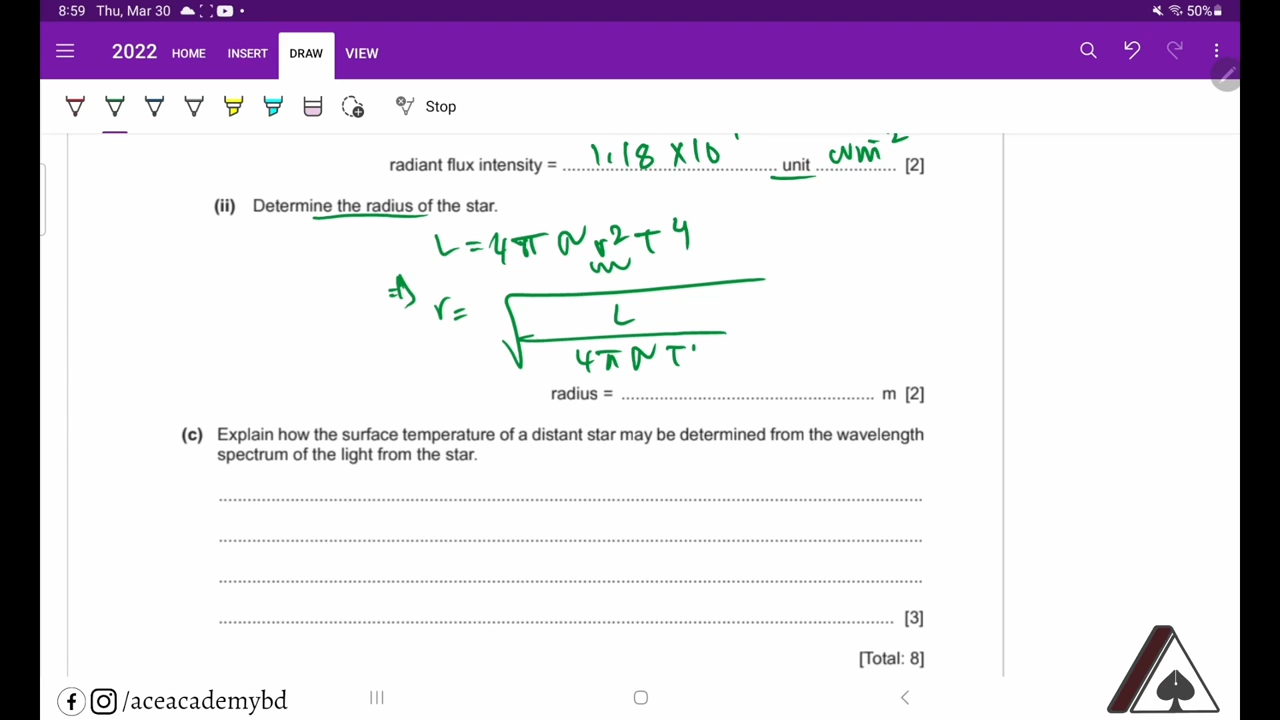 8:59 Thu, Mar 30 50%
2022 HOME INSERT DRAW VIEW
Stop
radiant flux intensity = 1.18 × 10 unit Wm⁻² [2]
(ii) Determine the radius of the star.
L = 4π σ r² T 4
⇒ r = √ L
4π σ T
radius = m [2]
(c) Explain how the surface temperature of a distant star may be determined from the wavelength
spectrum of the light from the star.
[3]
[Total: 8]
/aceacademybd